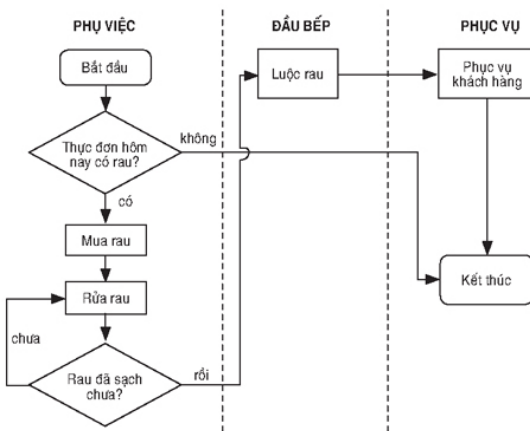 PHỤ VIỆC
ĐẦU BẾP
PHỤC VỤ
Bắt đầu
Luộc rau
Phục vụ
khách hàng
Thực đơn hôm
nay có rau?
không
có
Mua rau
Rửa rau
Kết thúc
chưa
Rau đã sạch
chưa?
rồi